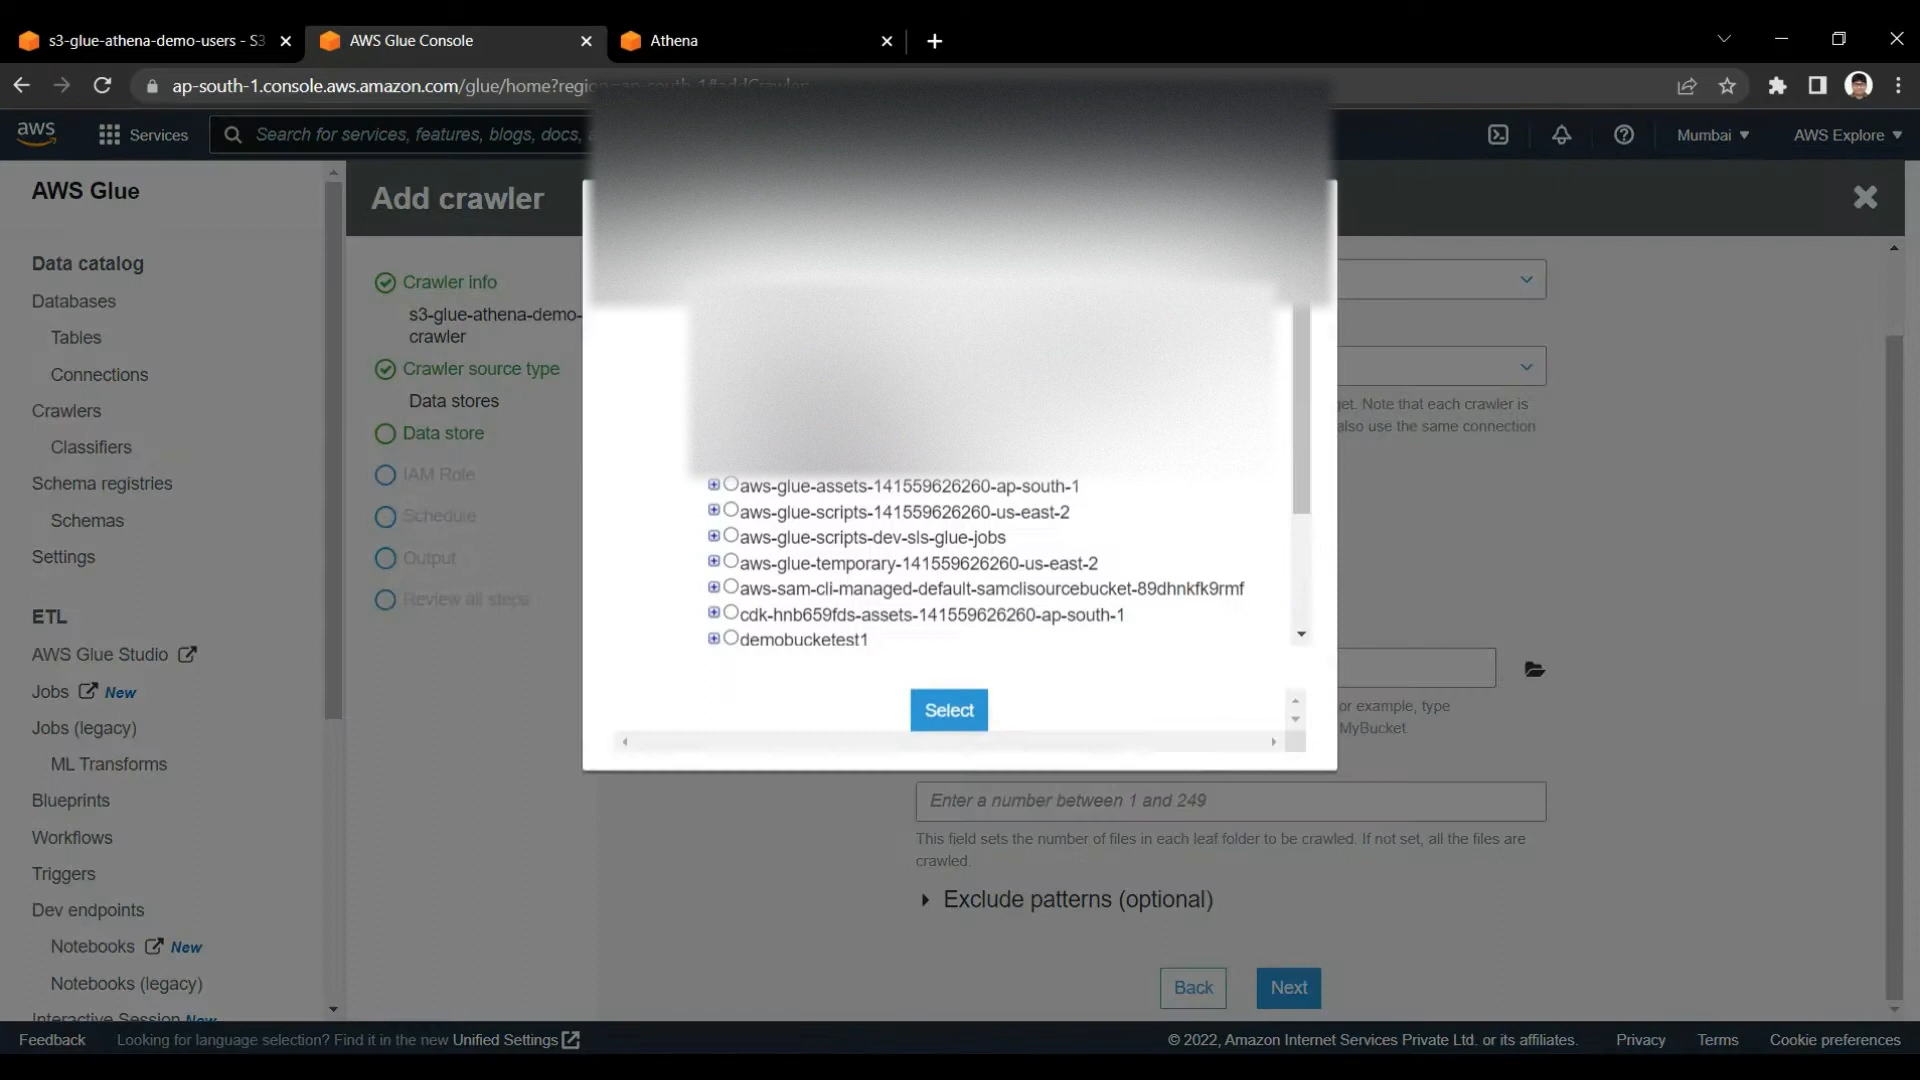 s3-glue-athena-demo-users - S3
AWS Glue Console
Athena
ap-south-1.console.aws.amazon.com/glue/home?region=ap-south-1#addCrawler
aws
Services
Search for services, features, blogs, docs,
Mumbai
AWS Explore
AWS Glue
Data catalog
Databases
Tables
Connections
Crawlers
Classifiers
Schema registries
Schemas
Settings
ETL
AWS Glue Studio
Jobs New
Jobs (legacy)
ML Transforms
Blueprints
Workflows
Triggers
Dev endpoints
Notebooks New
Notebooks (legacy)
Interactive Session New
Add crawler
Crawler info
s3-glue-athena-demo-
crawler
Crawler source type
Data stores
Data store
IAM Role
Schedule
Output
Review all steps
aws-glue-assets-141559626260-ap-south-1
aws-glue-scripts-141559626260-us-east-2
aws-glue-scripts-dev-sls-glue-jobs
aws-glue-temporary-141559626260-us-east-2
aws-sam-cli-managed-default-samclisourcebucket-89dhnkfk9rmf
cdk-hnb659fds-assets-141559626260-ap-south-1
demobucketest1
Select
get. Note that each crawler is
also use the same connection
or example, type
MyBucket
Enter a number between 1 and 249
This field sets the number of files in each leaf folder to be crawled. If not set, all the files are
crawled.
Exclude patterns (optional)
Back
Next
Feedback
Looking for language selection? Find it in the new Unified Settings
© 2022, Amazon Internet Services Private Ltd. or its affiliates.
Privacy
Terms
Cookie preferences